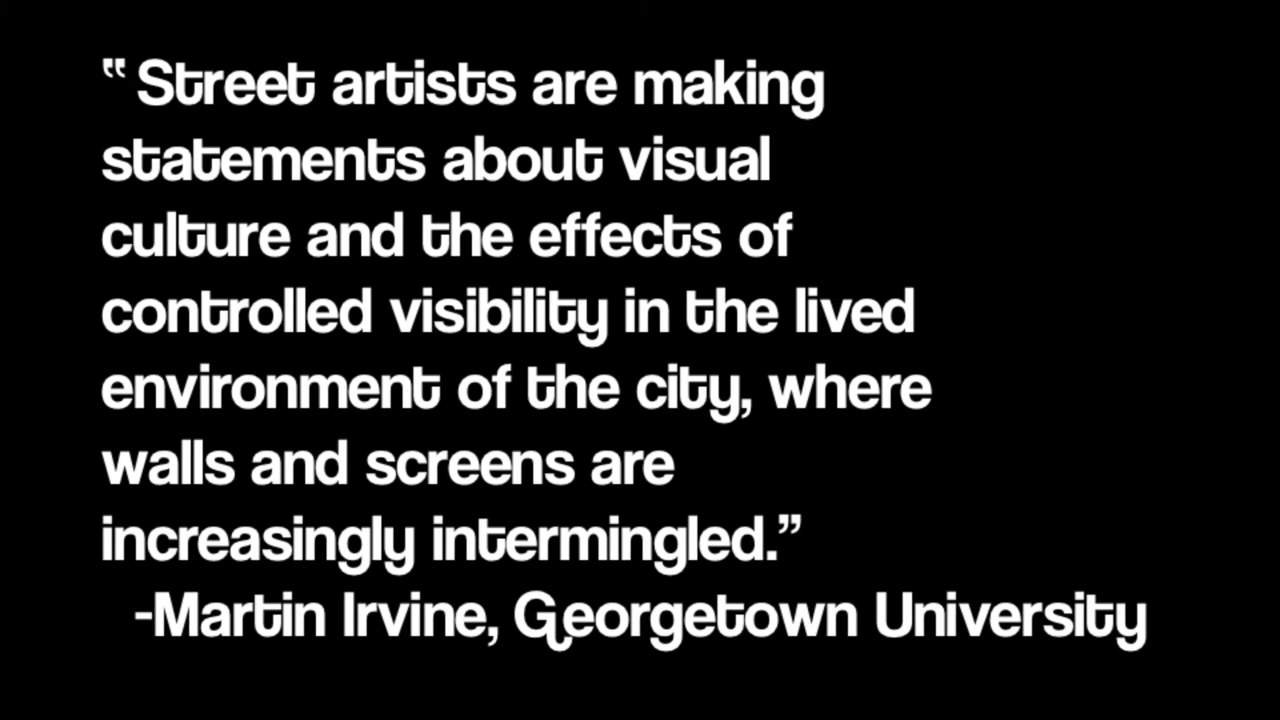 “ Street artists are making
statements about visual
culture and the effects of
controlled visibility in the lived
environment of the city, where
walls and screens are
increasingly intermingled.”
-Martin Irvine, Georgetown University